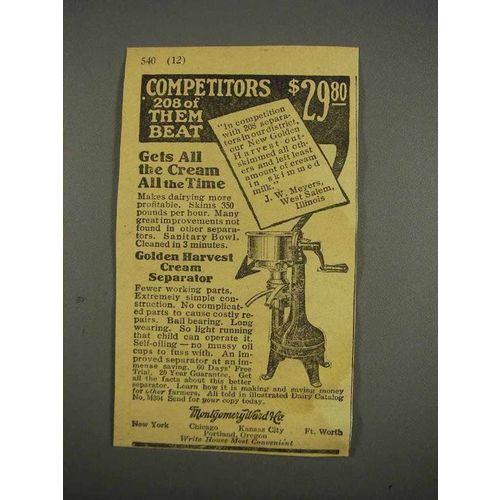 540 (12)
COMPETITORS
208 of
THEM
BEAT
$29.80
"In competition
with 208 separa-
tors in our district,
our New Golden
Harvest out-
skimmed all oth-
ers and left least
amount of cream
in skimmed
milk."
J. W. Meyers,
West Salem,
Illinois
Gets All
the Cream
All the Time
Makes dairying more
profitable. Skims 350
pounds per hour. Many
great improvements not
found in other separa-
tors. Sanitary Bowl.
Cleaned in 3 minutes.
Golden Harvest
Cream
Separator
Fewer working parts.
Extremely simple con-
struction. No complicat-
ed parts to cause costly re-
pairs. Ball bearing. Long
wearing. So light running
that child can operate it.
Self-oiling—no mussy oil
cups to fuss with. An im-
proved separator at an im-
mense saving. 60 Days' Free
Trial. 20 Year Guarantee. Get
all the facts about this better
separator. Learn how it is making and saving money
for other farmers. All told in illustrated Dairy Catalog
No. M304 Send for your copy today.
Montgomery Ward & Co.
New York Chicago Kansas City Ft. Worth
Portland, Oregon
Write House Most Convenient